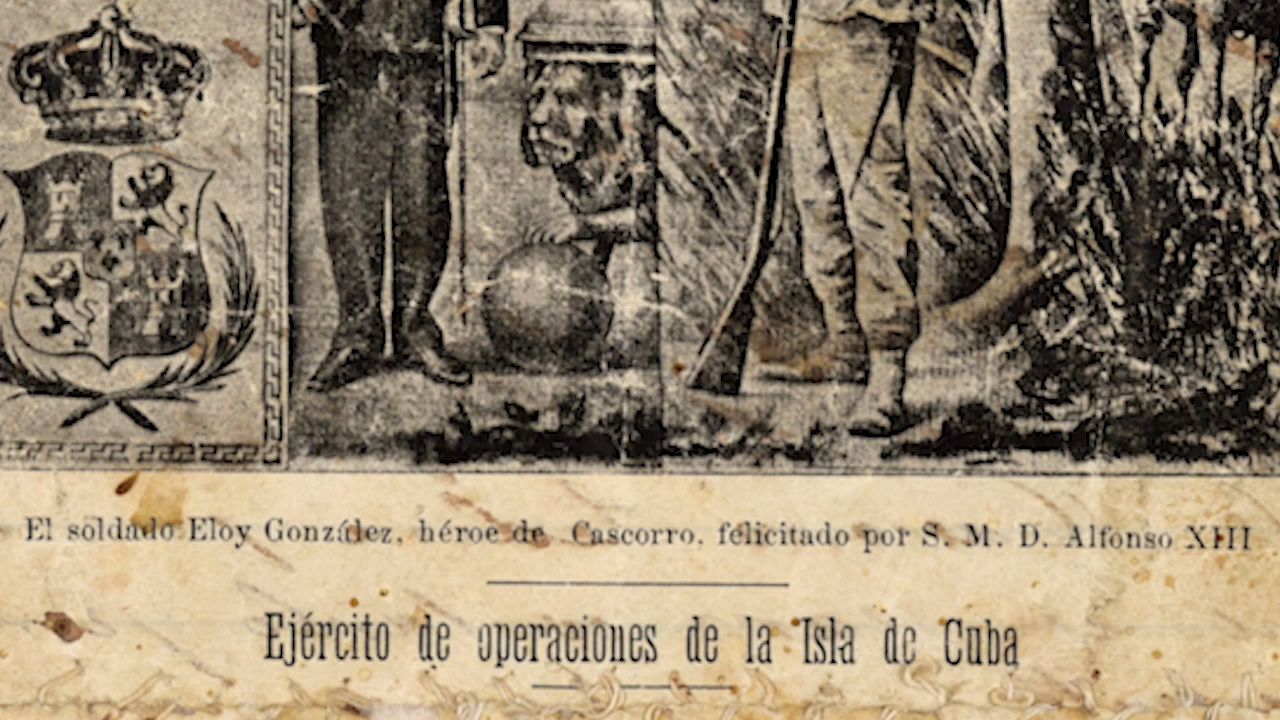 El soldado Eloy González, héroe de Cascorro, felicitado por S. M. D. Alfonso XIII
Ejército de operaciones de la Isla de Cuba